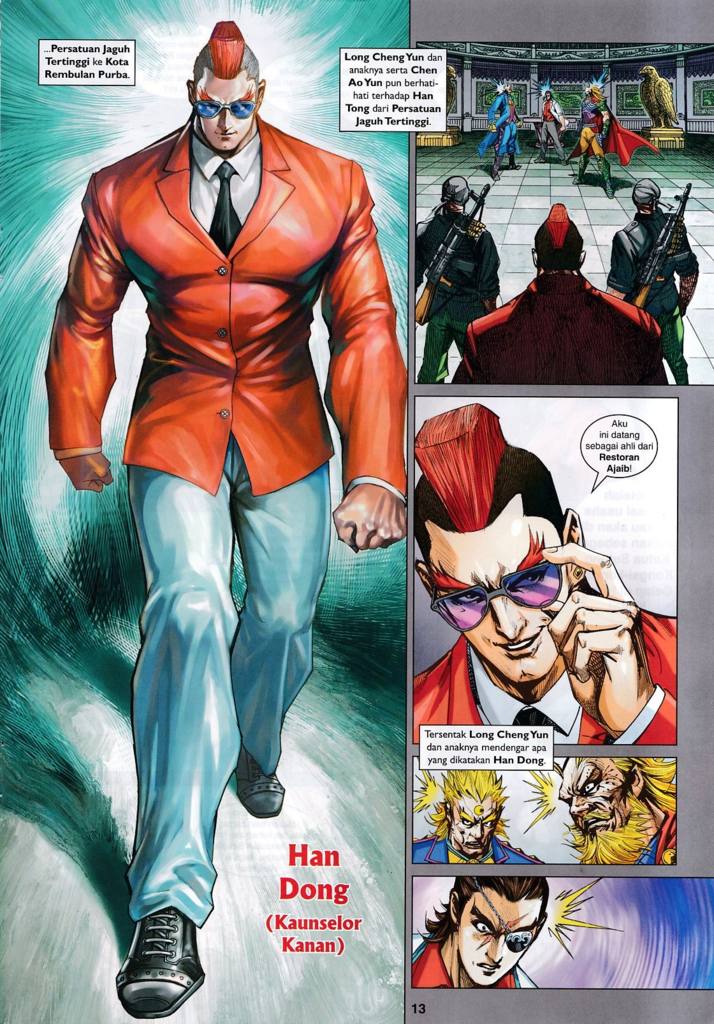 ...Persatuan Jaguh
Tertinggi ke Kota
Rembulan Purba.
Long Cheng Yun dan
anaknya serta Chen
Ao Yun pun berhati-
hati terhadap Han
Tong dari Persatuan
Jaguh Tertinggi.
Aku
ini datang
sebagai ahli dari
Restoran
Ajaib!
Tersentak Long Cheng Yun
dan anaknya mendengar apa
yang dikatakan Han Dong.
Han
Dong
(Kaunselor
Kanan)
13